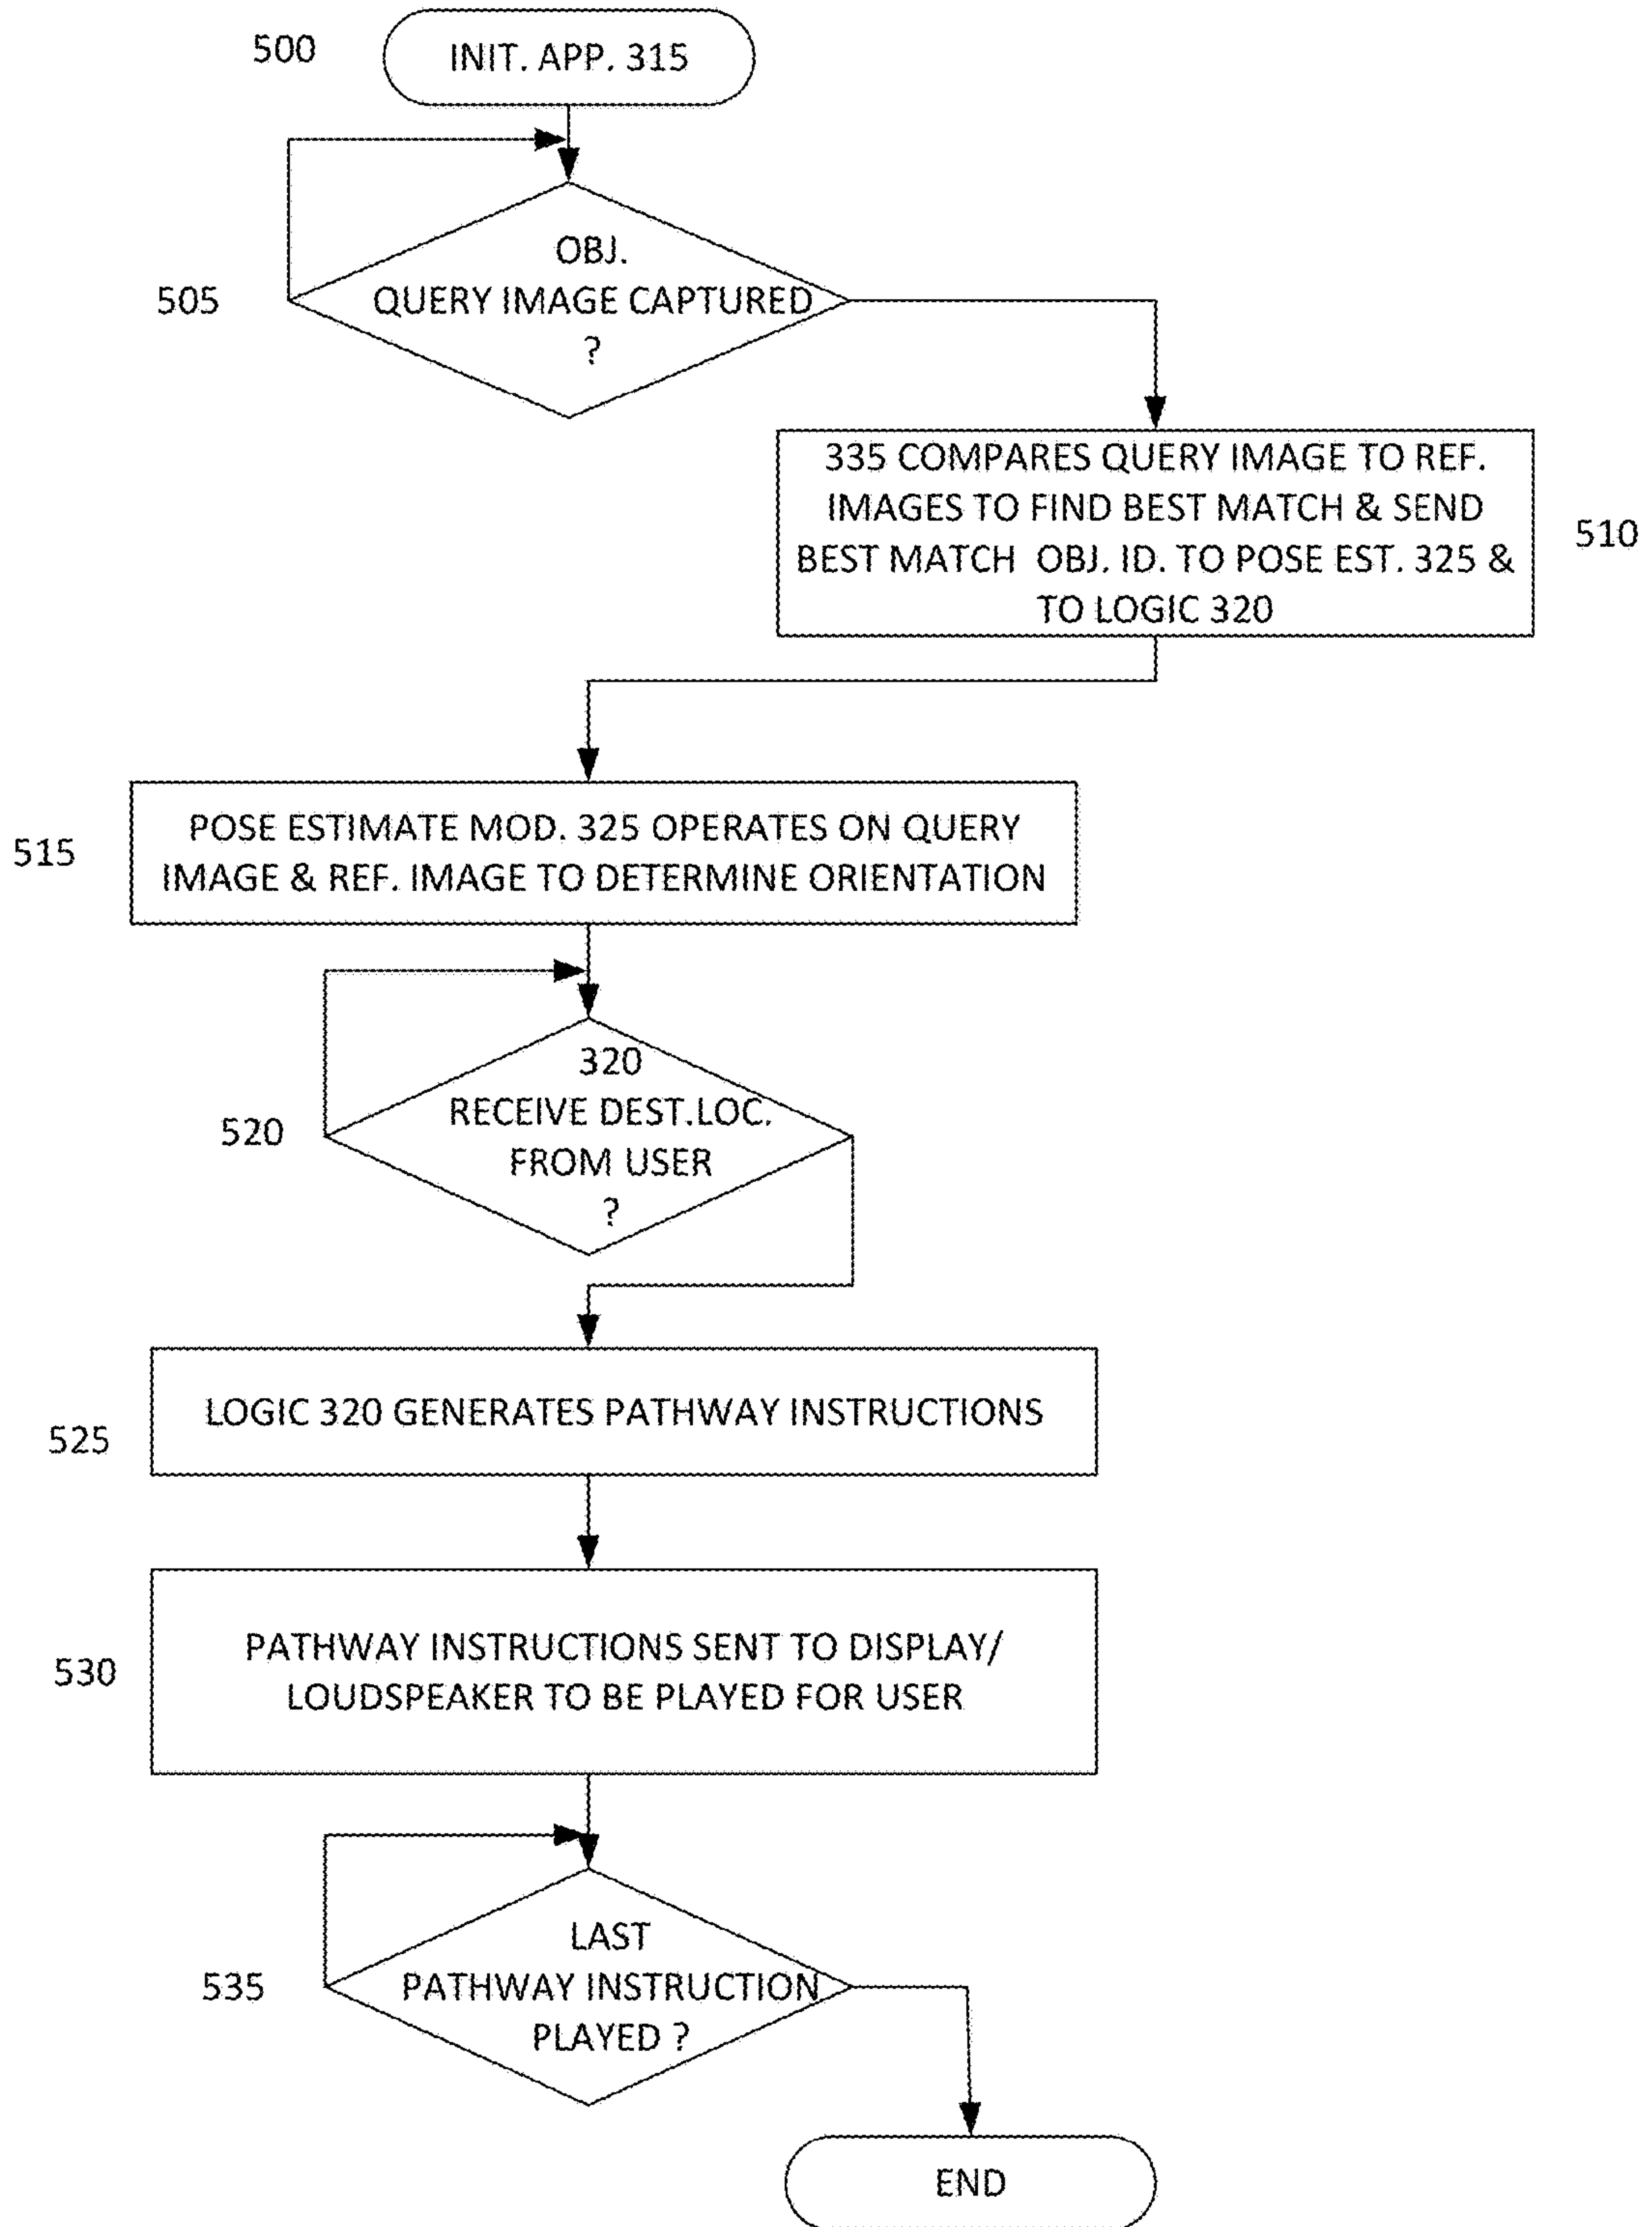 500
INIT. APP. 315
OBJ.
QUERY IMAGE CAPTURED
?
505
335 COMPARES QUERY IMAGE TO REF.
IMAGES TO FIND BEST MATCH & SEND
BEST MATCH OBJ. ID. TO POSE EST. 325 &
TO LOGIC 320
510
515
POSE ESTIMATE MOD. 325 OPERATES ON QUERY
IMAGE & REF. IMAGE TO DETERMINE ORIENTATION
320
RECEIVE DEST.LOC.
FROM USER
?
520
LOGIC 320 GENERATES PATHWAY INSTRUCTIONS
525
PATHWAY INSTRUCTIONS SENT TO DISPLAY/
LOUDSPEAKER TO BE PLAYED FOR USER
530
LAST
PATHWAY INSTRUCTION
PLAYED ?
535
END